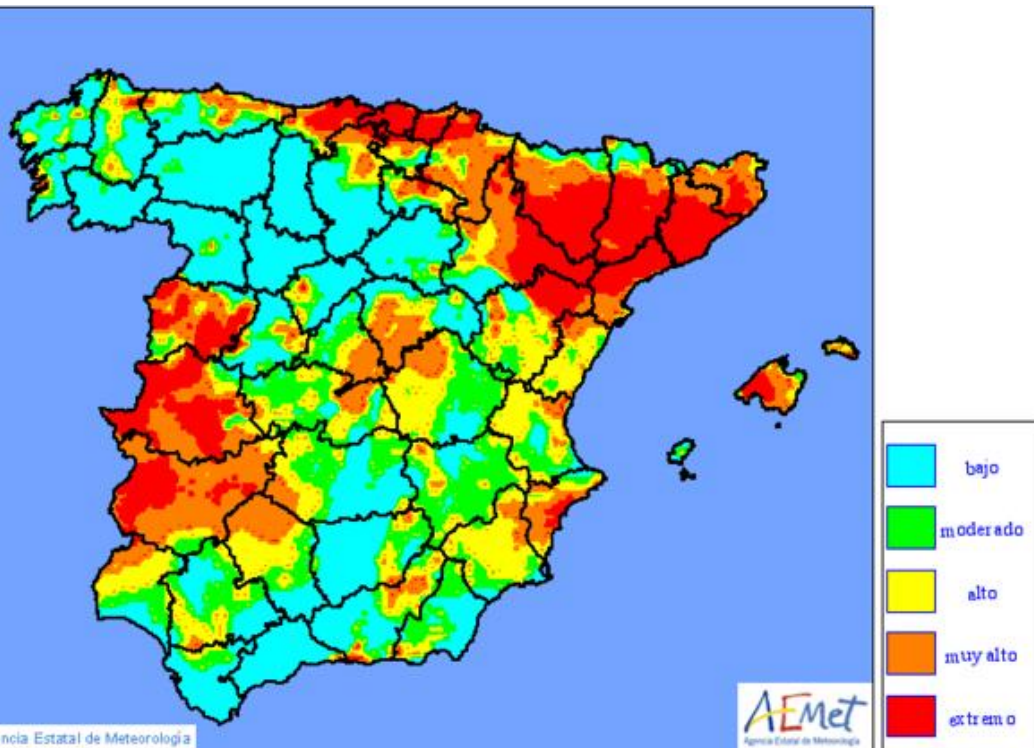 bajo
moderado
alto
muy alto
extremo
AEMet
Agencia Estatal de Meteorología
ncia Estatal de Meteorología